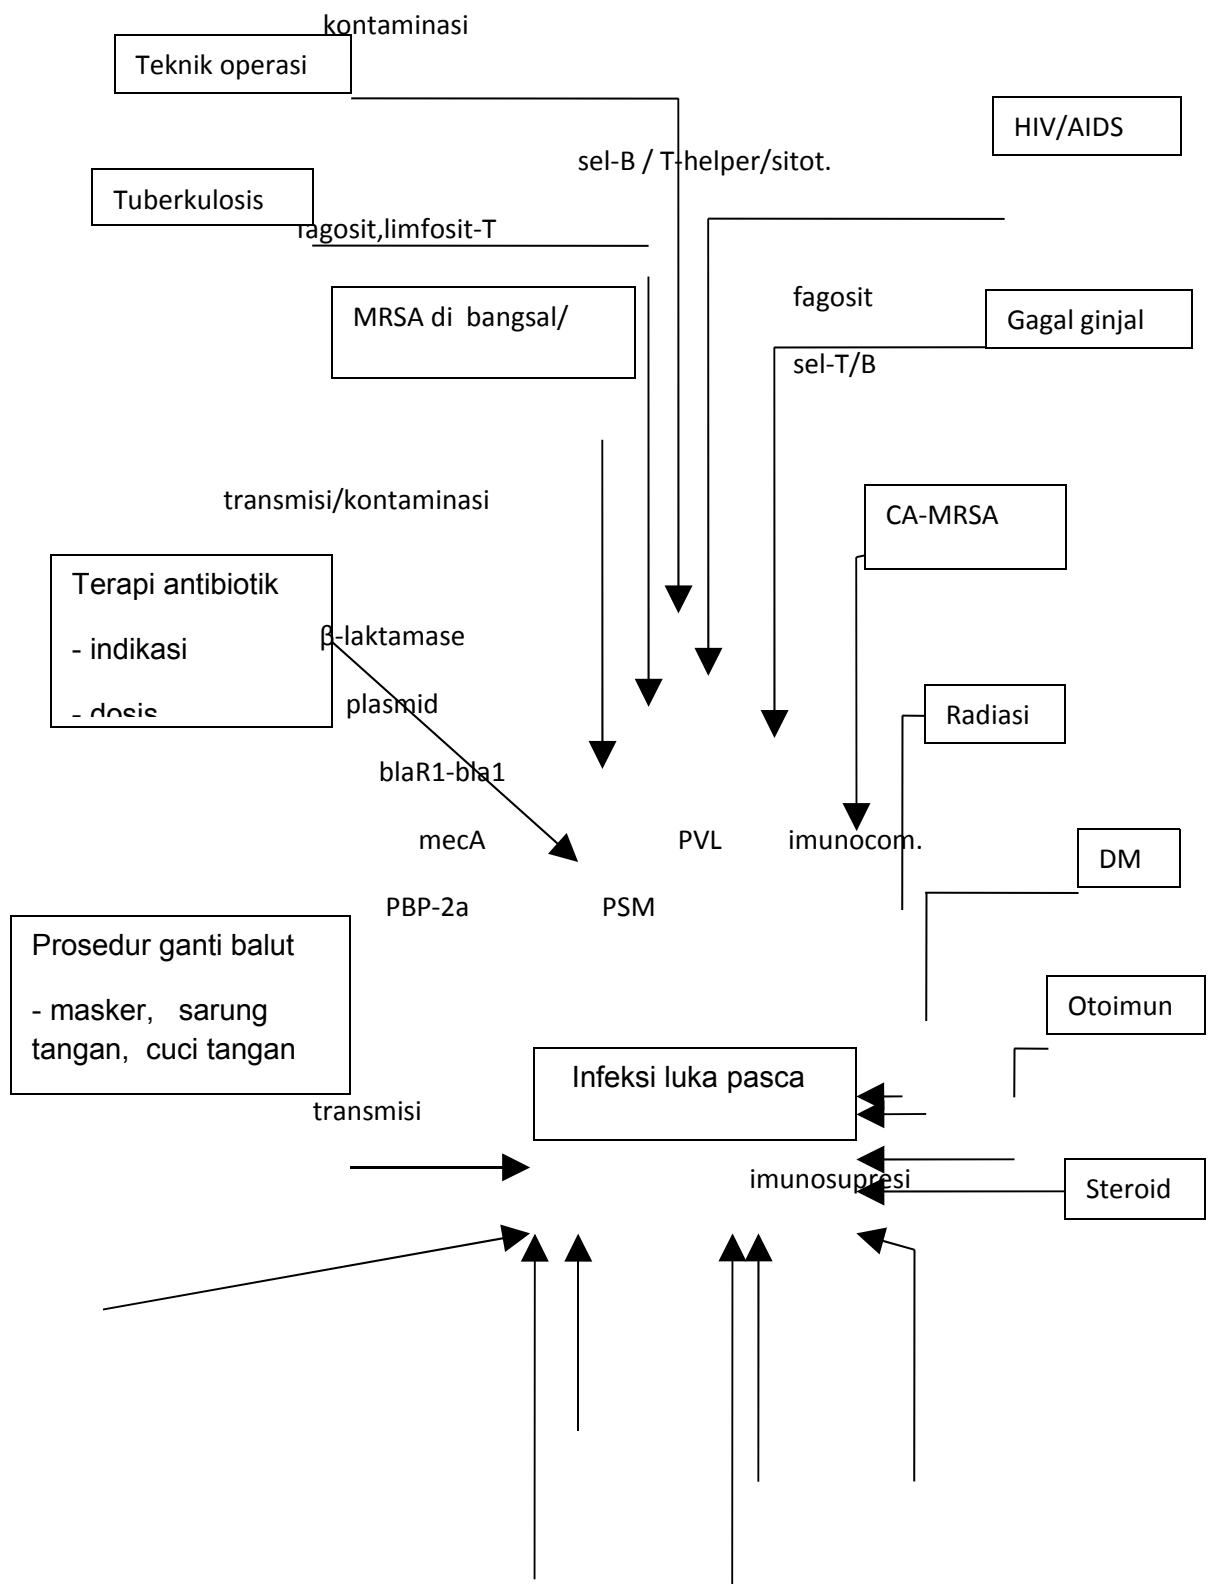 kontaminasi
Teknik operasi
HIV/AIDS
sel-B / T-helper/sitot.
Tuberkulosis
fagosit,limfosit-T
MRSA di bangsal/
fagosit
Gagal ginjal
sel-T/B
transmisi/kontaminasi
CA-MRSA
Terapi antibiotik
- indikasi
- dosis
β-laktamase
plasmid
Radiasi
blaR1-bla1
mecA PVL imunocom.
DM
PBP-2a PSM
Prosedur ganti balut
- masker, sarung
tangan, cuci tangan
Otoimun
Infeksi luka pasca
transmisi
imunosupresi
Steroid